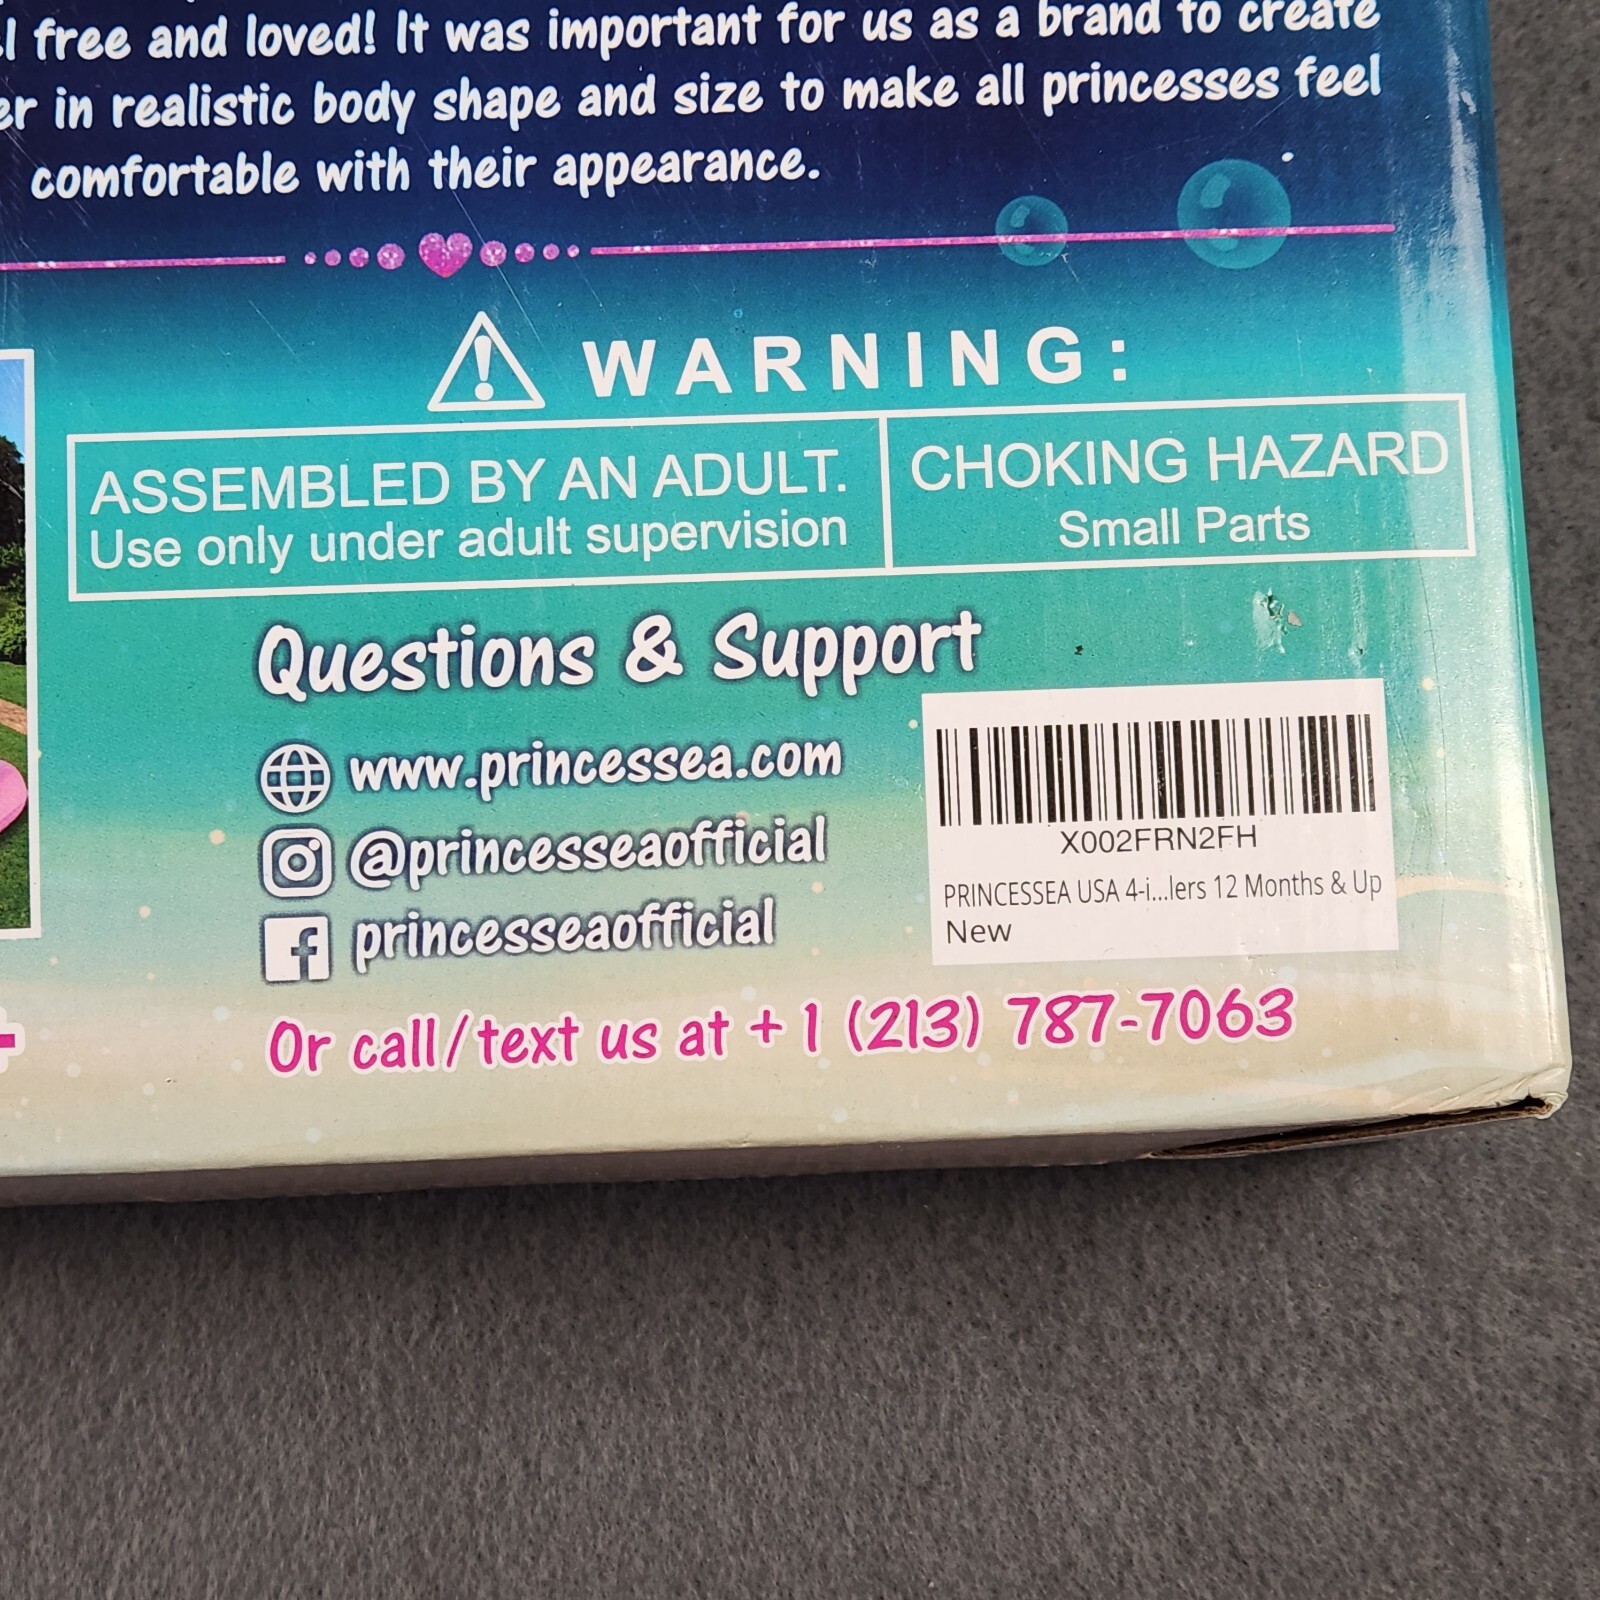 free and loved! It was important for us as a brand to create
in realistic body shape and size to make all princesses feel
comfortable with their appearance.
WARNING:
ASSEMBLED BY AN ADULT.
Use only under adult supervision
CHOKING HAZARD
Small Parts
Questions & Support
www.princessea.com
@princesseaofficial
princesseaofficial
X002FRN2FH
PRINCESSEA USA 4-i...lers 12 Months & Up
New
Or call/text us at +1 (213) 787-7063